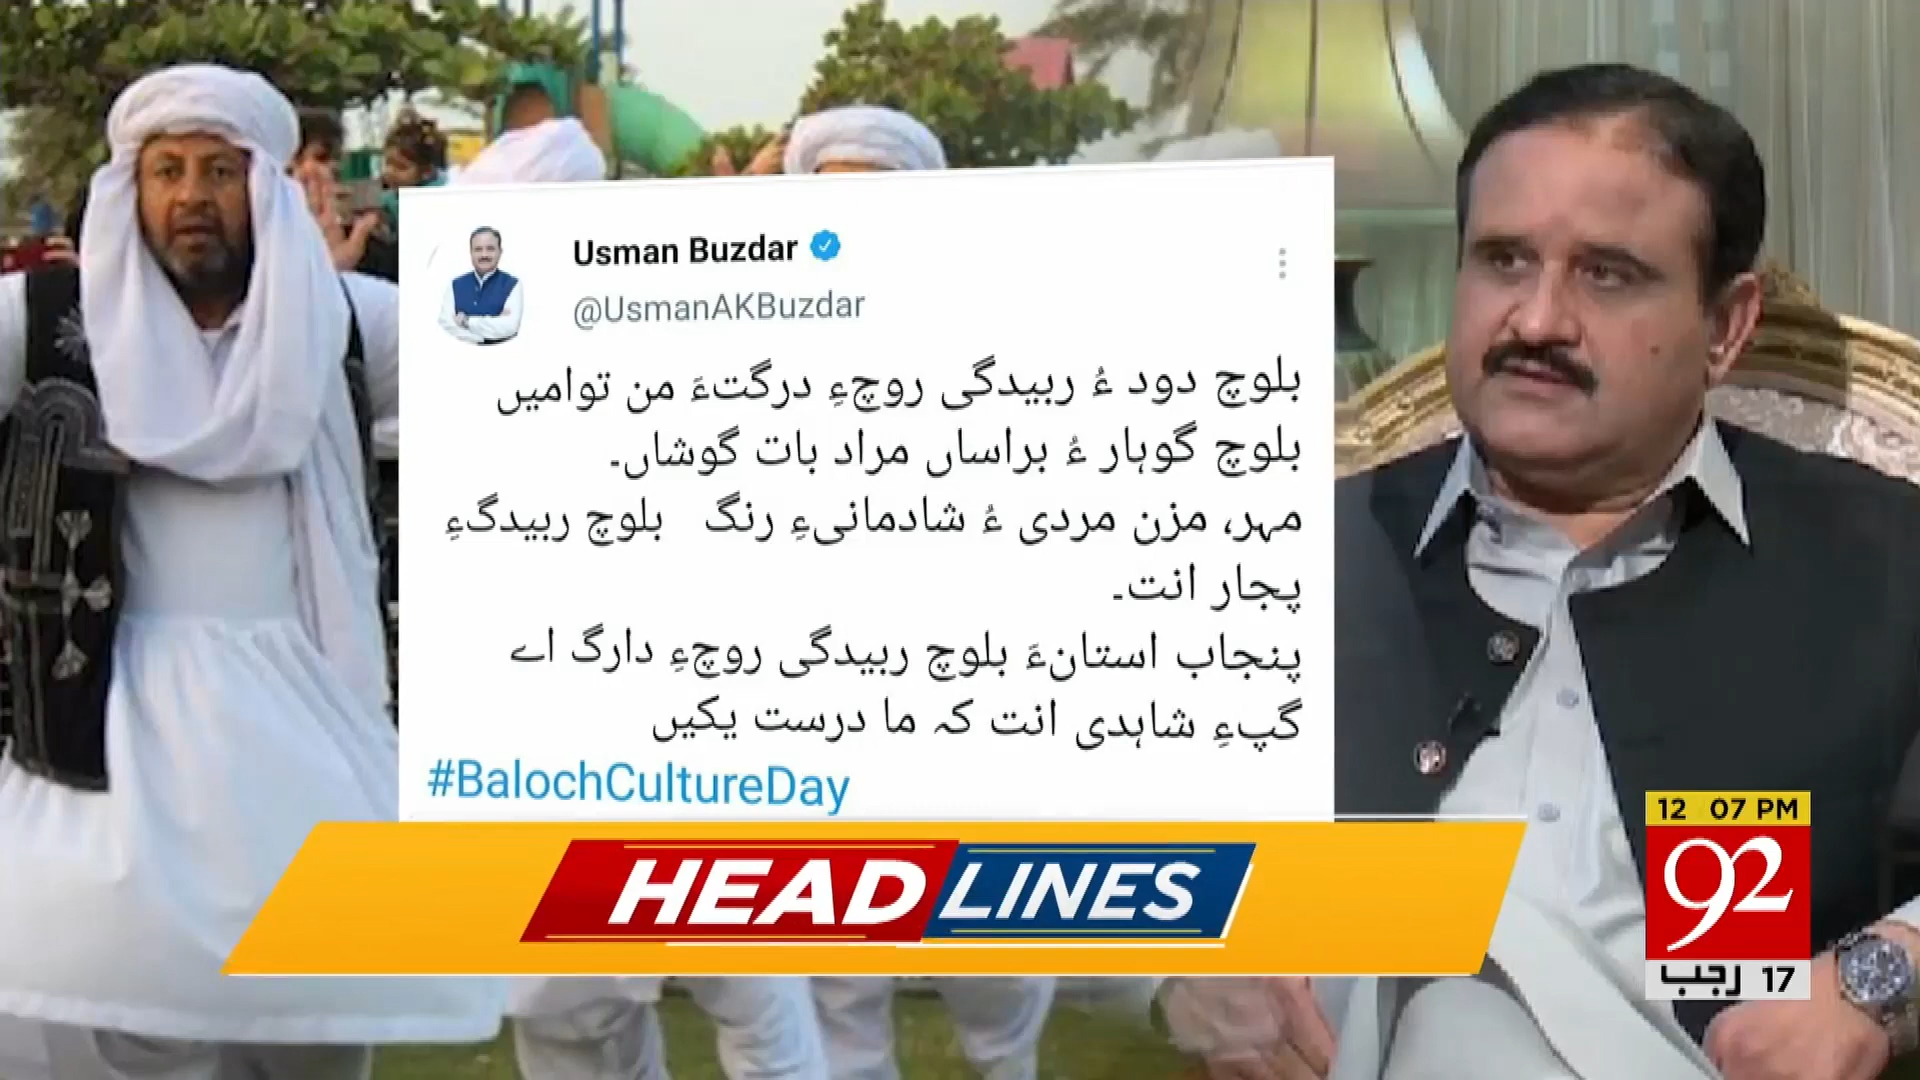 Usman Buzdar
@UsmanAKBuzdar
بلوچ دود ءُ ربیدگی روچءِ درگتءَ من توامیں
بلوچ گوہار ءُ براساں مراد بات گوشاں۔
مہر، مزن مردی ءُ شادمانیءِ رنگ بلوچ ربیدگءِ
پجار انت۔
پنجاب استانءَ بلوچ ربیدگی روچءِ دارگ اے
گپءِ شاہدی انت کہ ما درست یکیں
#BalochCultureDay
HEADLINES
12 07 PM
92
17 رجب